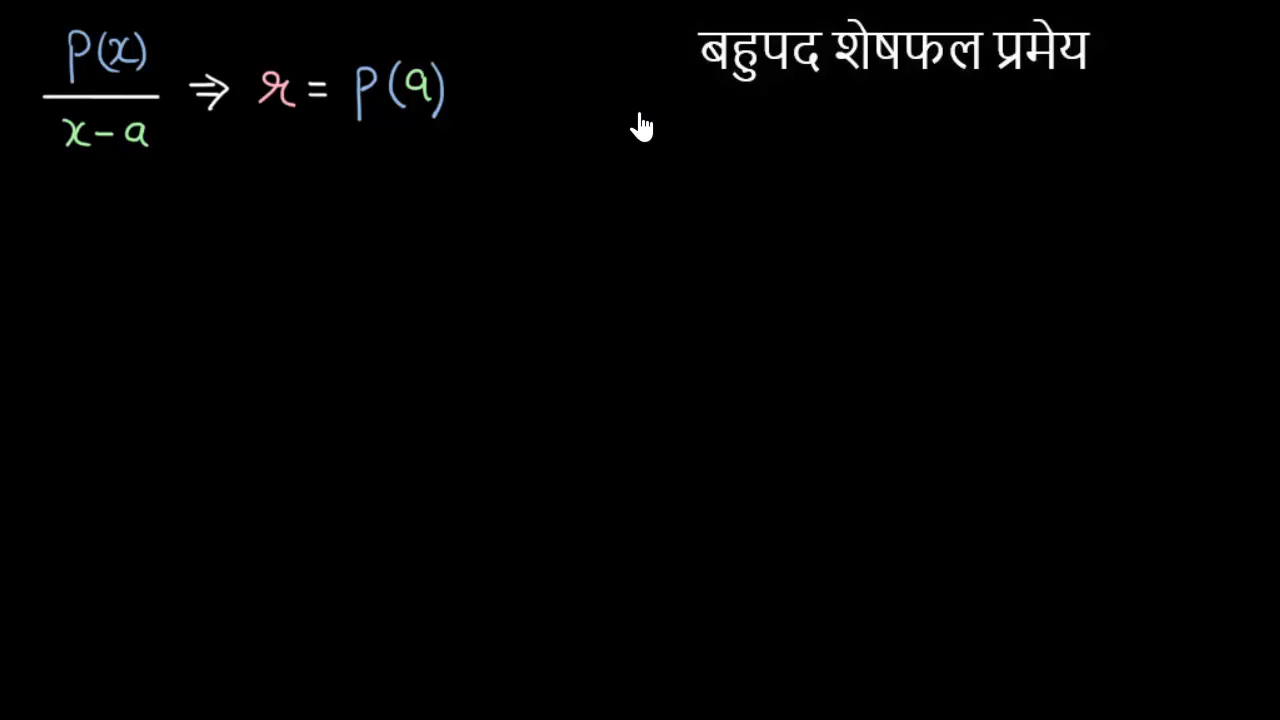 बहुपद शेषफल प्रमेय
p(x)
x - a
⇒ r = p(a)